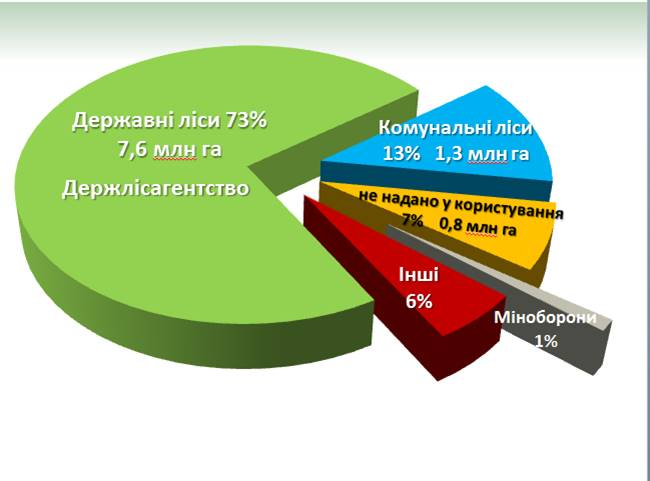 Державні ліси 73%
7,6 млн га
Держлісагентство
Комунальні ліси
13% 1,3 млн га
не надано у користування
7% 0,8 млн га
Інші
6%
Міноборони
1%